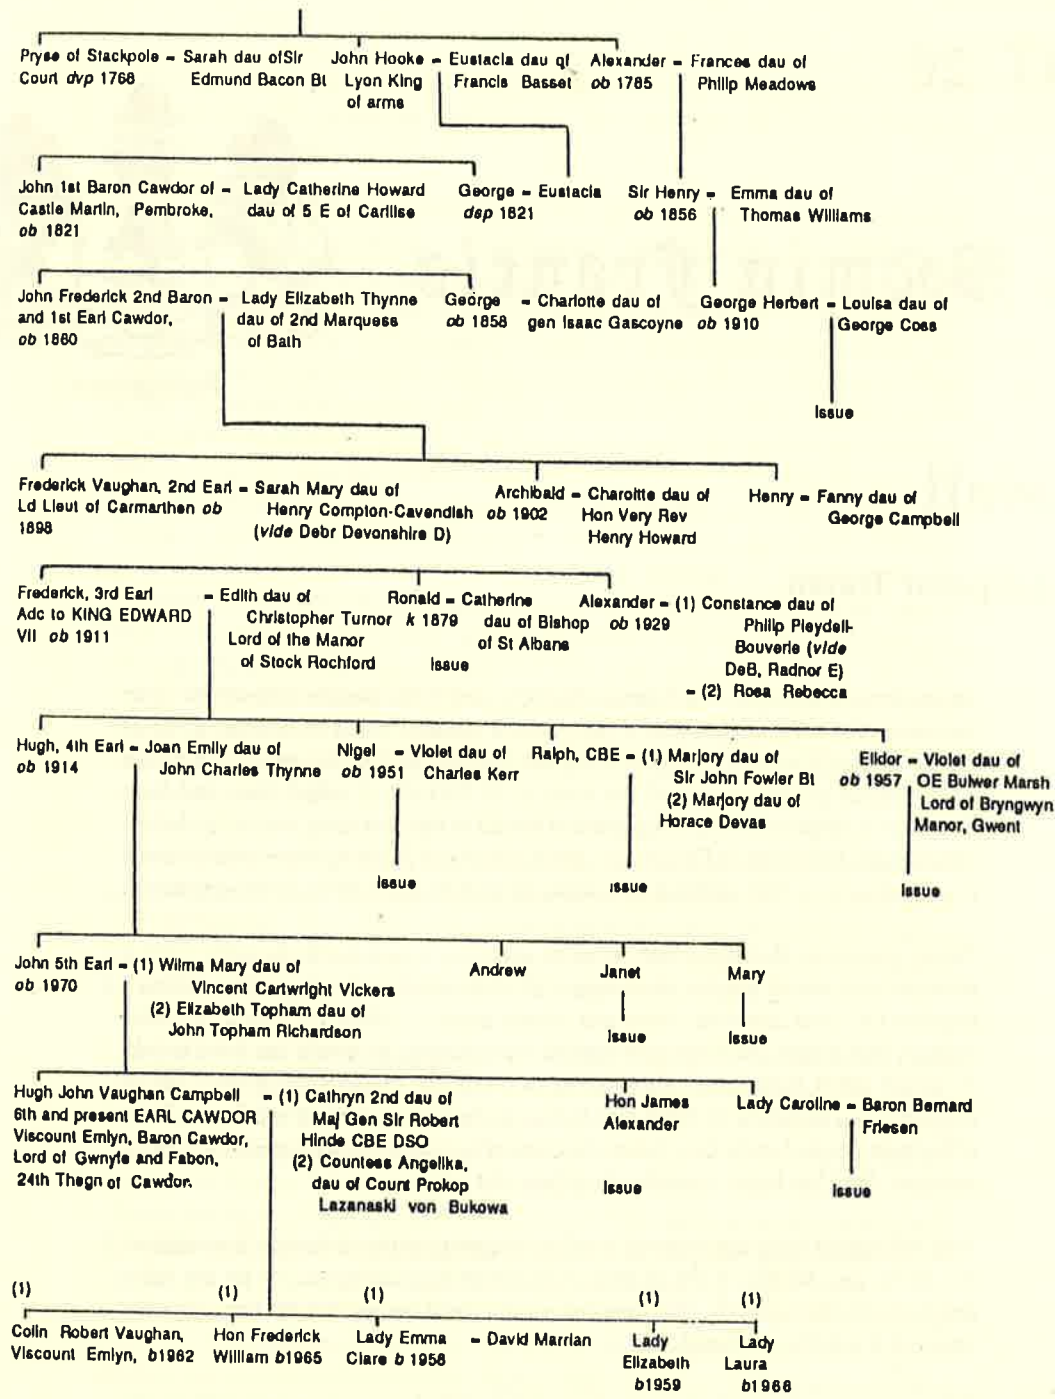 Pryse of Stackpole – Sarah dau ofSir
Court dvp 1768 Edmund Bacon Bt
John Hooke – Eustacia dau of
Lyon King Francis Basset
of arms
Alexander – Frances dau of
ob 1785 Philip Meadows
John 1st Baron Cawdor of – Lady Catherine Howard
Castle Martin, Pembroke, dau of 5 E of Carlilse
ob 1821
George – Eustacia
dsp 1821
Sir Henry – Emma dau of
ob 1856 Thomas Williams
John Frederick 2nd Baron – Lady Elizabeth Thynne
and 1st Earl Cawdor, dau of 2nd Marquess
ob 1860 of Bath
George – Charlotte dau of
ob 1858 gen Isaac Gascoyne
George Herbert – Louisa dau of
ob 1910 George Coss
Issue
Frederick Vaughan, 2nd Earl – Sarah Mary dau of
Ld Lieut of Carmarthen ob Henry Compton-Cavendish
1898 (vide Debr Devonshire D)
Archibald – Charoltte dau of
ob 1902 Hon Very Rev
Henry Howard
Henry – Fanny dau of
George Campbell
Frederick, 3rd Earl – Edith dau of
Adc to KING EDWARD Christopher Turnor
VII ob 1911 Lord of the Manor
of Stock Rochford
Ronald – Catherine
k 1879 dau of Bishop
of St Albans
Issue
Alexander – (1) Constance dau of
ob 1929 Philip Pleydell-
Bouverie (vide
DeB, Radnor E)
– (2) Rosa Rebecca
Hugh, 4th Earl – Joan Emily dau of
ob 1914 John Charles Thynne
Nigel – Violet dau of
ob 1951 Charles Kerr
Issue
Ralph, CBE – (1) Marjory dau of
Sir John Fowler Bt
(2) Marjory dau of
Horace Devas
Issue
Elidor – Violet dau of
ob 1957 OE Bulwer Marsh
Lord of Bryngwyn
Manor, Gwent
Issue
John 5th Earl – (1) Wilma Mary dau of
ob 1970 Vincent Cartwright Vickers
(2) Elizabeth Topham dau of
John Topham Richardson
Andrew
Janet
Issue
Mary
Issue
Hugh John Vaughan Campbell – (1) Cathryn 2nd dau of
6th and present EARL CAWDOR Maj Gen Sir Robert
Viscount Emlyn, Baron Cawdor, Hinde CBE DSO
Lord of Gwnyfe and Fabon, (2) Countess Angelika,
24th Thegn of Cawdor. dau of Count Prokop
Lazanaski von Bukowa
Hon James
Alexander
Issue
Lady Caroline – Baron Bernard
Friesen
Issue
(1) (1) (1) (1) (1)
Colin Robert Vaughan,
Viscount Emlyn, b1962
Hon Frederick
William b1965
Lady Emma – David Marrian
Clare b 1958
Lady
Elizabeth
b1959
Lady
Laura
b1966